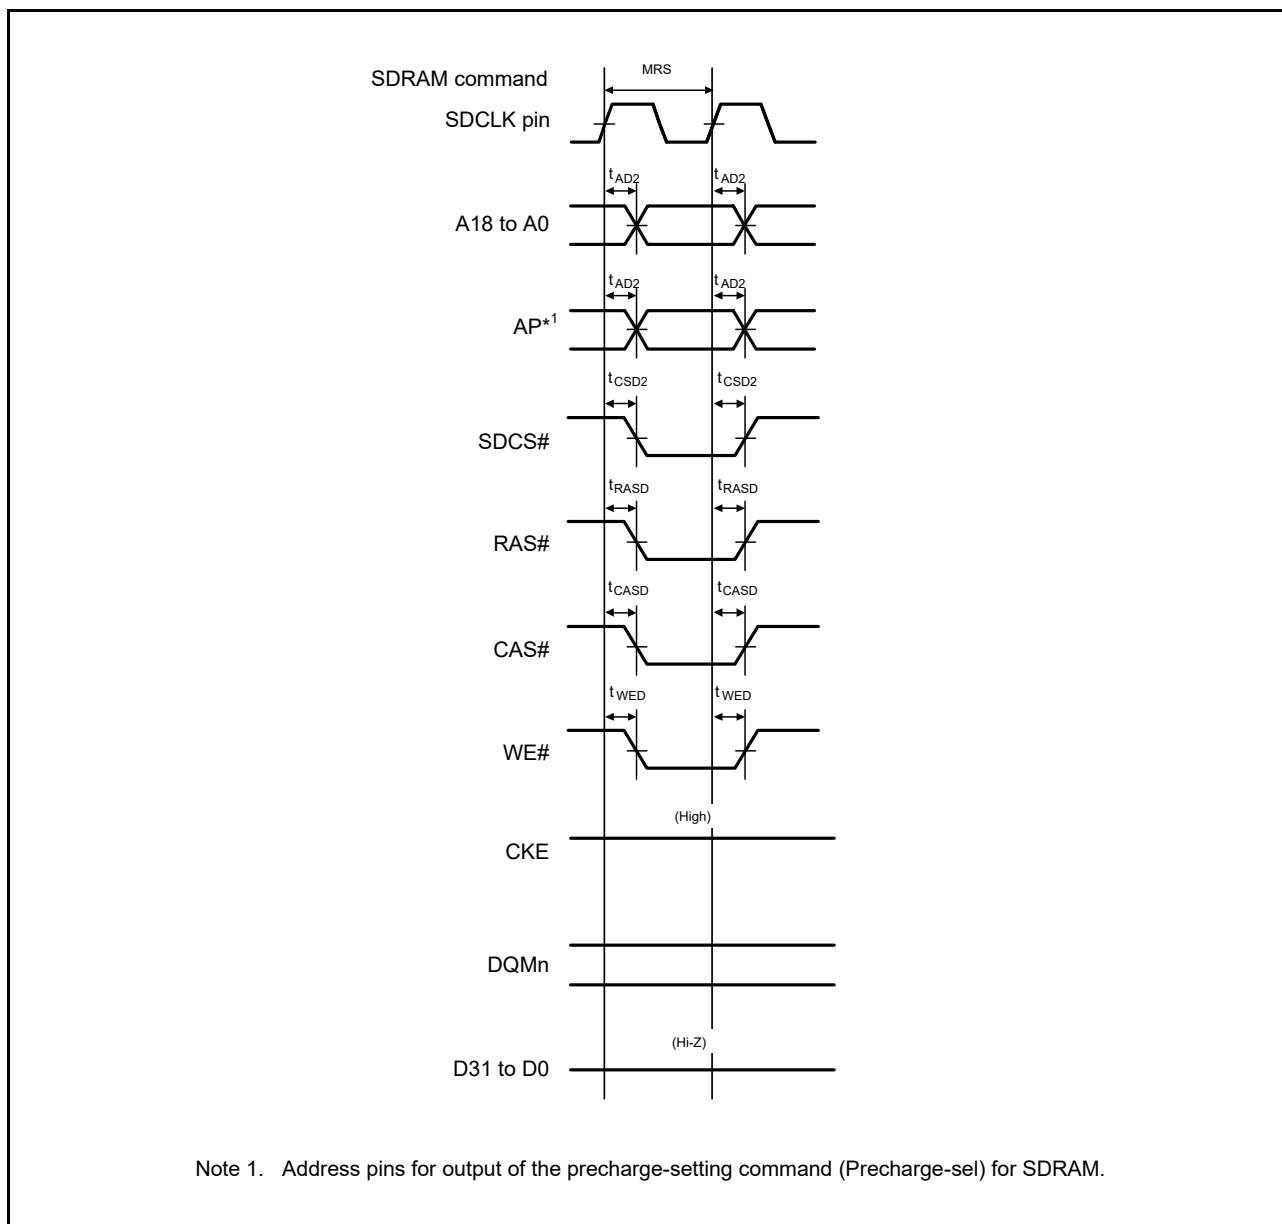 MRS
SDRAM command
SDCLK pin
tAD2 tAD2
A18 to A0
tAD2 tAD2
AP*1
tCSD2 tCSD2
SDCS#
tRASD tRASD
RAS#
tCASD tCASD
CAS#
tWED tWED
WE#
(High)
CKE
DQMn
(Hi-Z)
D31 to D0
Note 1. Address pins for output of the precharge-setting command (Precharge-sel) for SDRAM.